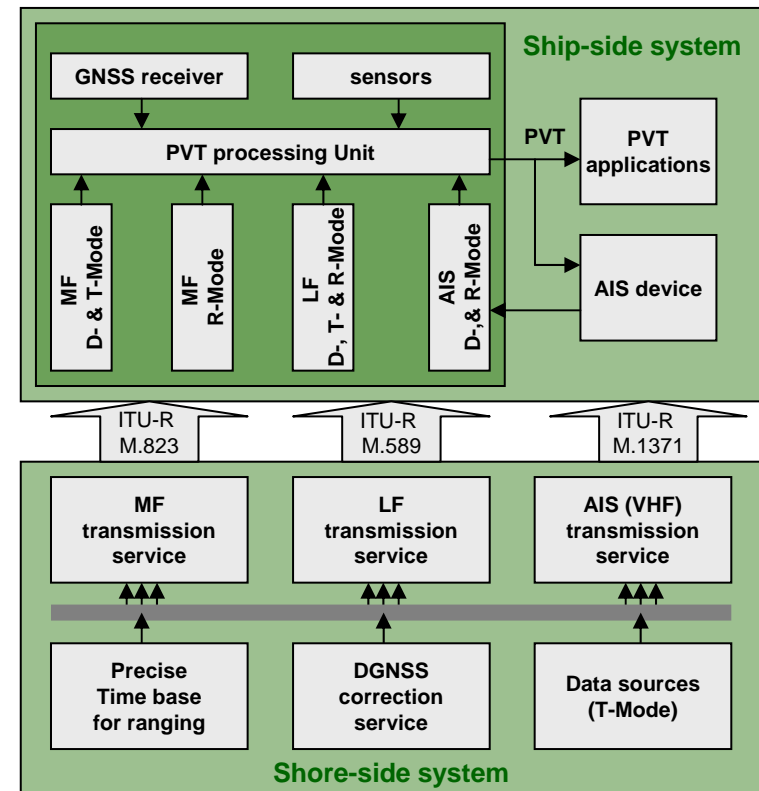 Ship-side system
GNSS receiver
sensors
PVT processing Unit
PVT
PVT
applications
MF
D- & T-Mode
MF
R-Mode
LF
D-, T- & R-Mode
AIS
D-,& R-Mode
AIS device
ITU-R
M.823
ITU-R
M.589
ITU-R
M.1371
MF
transmission
service
LF
transmission
service
AIS (VHF)
transmission
service
Precise
Time base
for ranging
DGNSS
correction
service
Data sources
(T-Mode)
Shore-side system